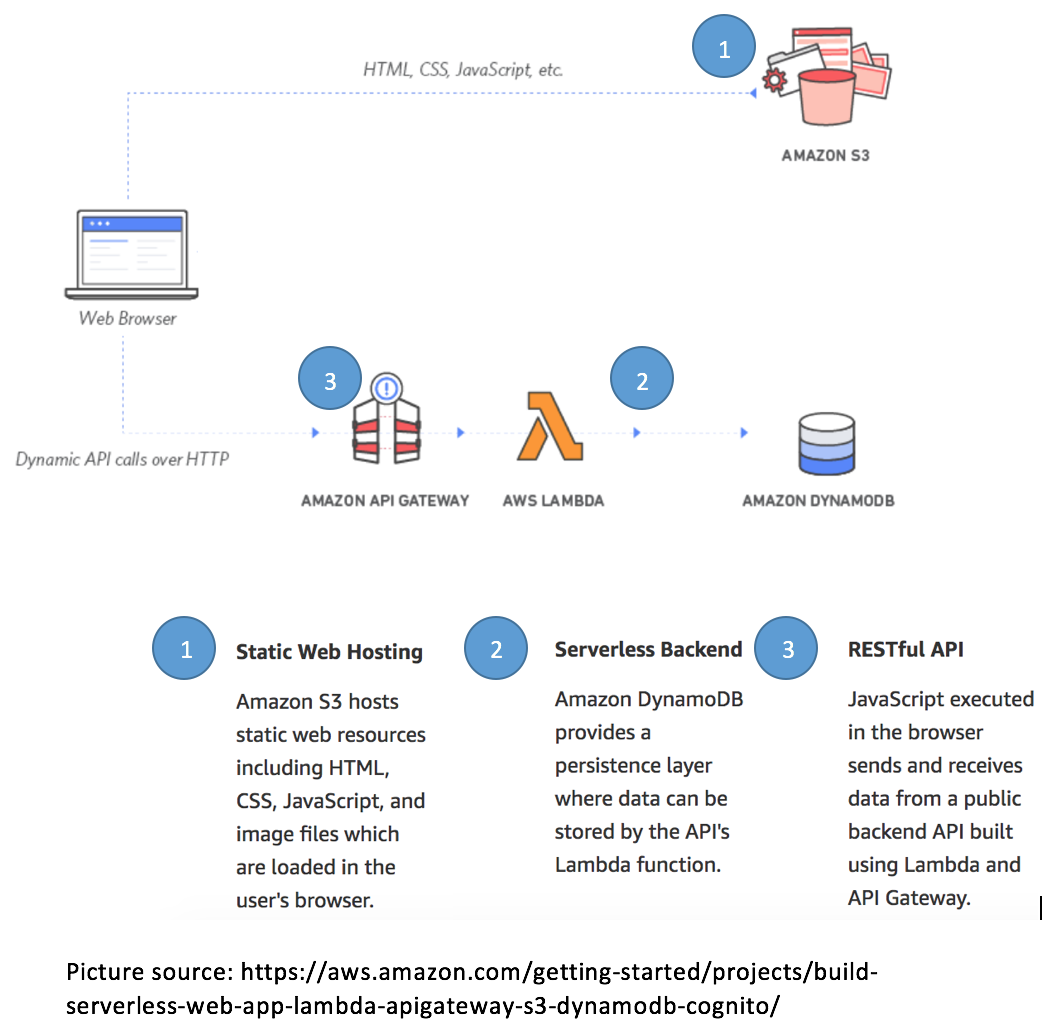 1
HTML, CSS, JavaScript, etc.
AMAZON S3
Web Browser
3
2
Dynamic API calls over HTTP
AMAZON API GATEWAY
AWS LAMBDA
AMAZON DYNAMODB
1
Static Web Hosting
Amazon S3 hosts
static web resources
including HTML,
CSS, JavaScript, and
image files which
are loaded in the
user's browser.
2
Serverless Backend
Amazon DynamoDB
provides a
persistence layer
where data can be
stored by the API's
Lambda function.
3
RESTful API
JavaScript executed
in the browser
sends and receives
data from a public
backend API built
using Lambda and
API Gateway.
Picture source: https://aws.amazon.com/getting-started/projects/build-
serverless-web-app-lambda-apigateway-s3-dynamodb-cognito/